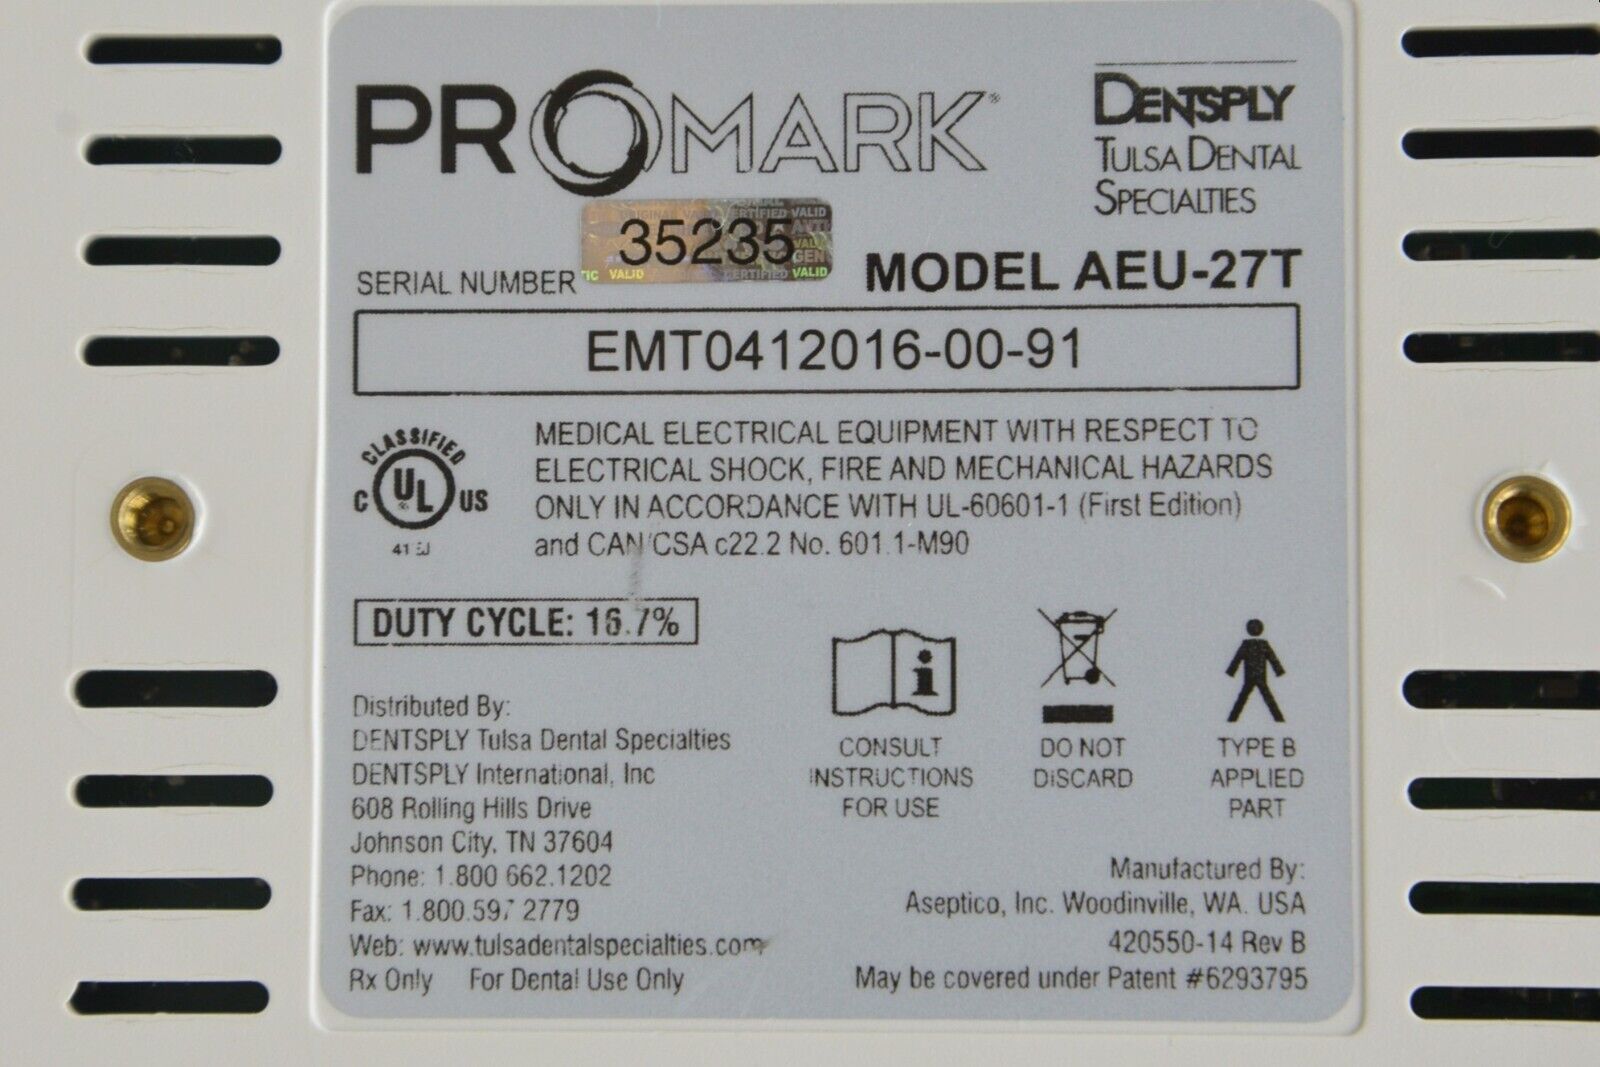 PROMARK®
DENTSPLY
TULSA DENTAL
SPECIALTIES
35235
SERIAL NUMBER
MODEL AEU-27T
EMT0412016-00-91
CLASSIFIED
C UL US
MEDICAL ELECTRICAL EQUIPMENT WITH RESPECT TO
ELECTRICAL SHOCK, FIRE AND MECHANICAL HAZARDS
ONLY IN ACCORDANCE WITH UL-60601-1 (First Edition)
and CAN/CSA c22.2 No. 601.1-M90
DUTY CYCLE: 16.7%
CONSULT
INSTRUCTIONS
FOR USE
DO NOT
DISCARD
TYPE B
APPLIED
PART
Distributed By:
DENTSPLY Tulsa Dental Specialties
DENTSPLY International, Inc
608 Rolling Hills Drive
Johnson City, TN 37604
Phone: 1.800 662.1202
Fax: 1.800.597 2779
Web: www.tulsadentalspecialties.com
Rx Only For Dental Use Only
Manufactured By:
Aseptico, Inc. Woodinville, WA. USA
420550-14 Rev B
May be covered under Patent #6293795